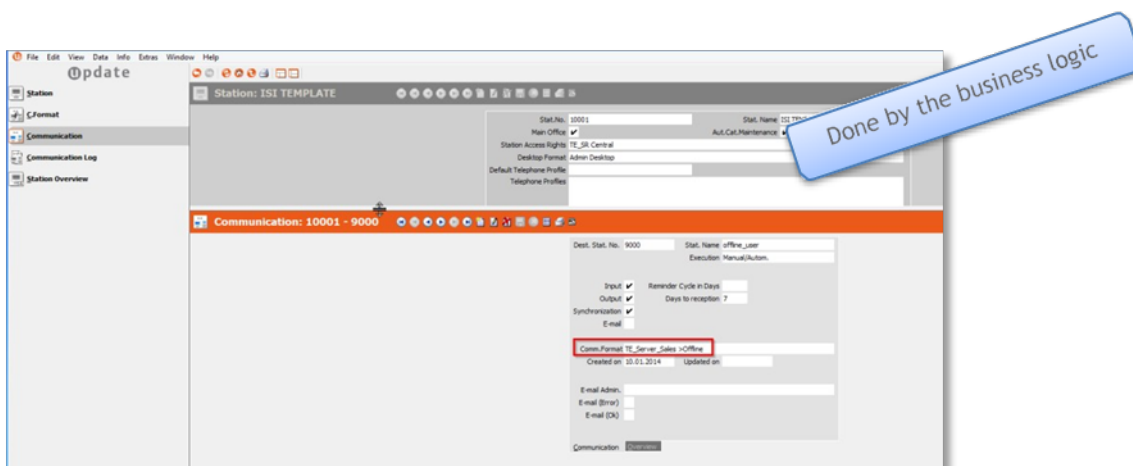 File Edit View Data Info Extras Window Help
update
Station
C.Format
Communication
Communication Log
Station Overview
Station: ISI TEMPLATE
Stat.No. 10001 Stat. Name
Main Office Aut.Cat.Maintenance
Station Access Rights TE_SR Central
Desktop Format Admin Desktop
Default Telephone Profile
Telephone Profiles
Done by the business logic
Communication: 10001 - 9000
Dest. Stat. No. 9000 Stat. Name offline_user
Execution Manual/Autom.
Input Reminder Cycle in Days
Output Days to reception 7
Synchronization
E-mail
Comm.Format TE_Server_Sales >Offline
Created on 10.01.2014 Updated on
E-mail Admin.
E-mail (Error)
E-mail (Ok)
Communication Overview